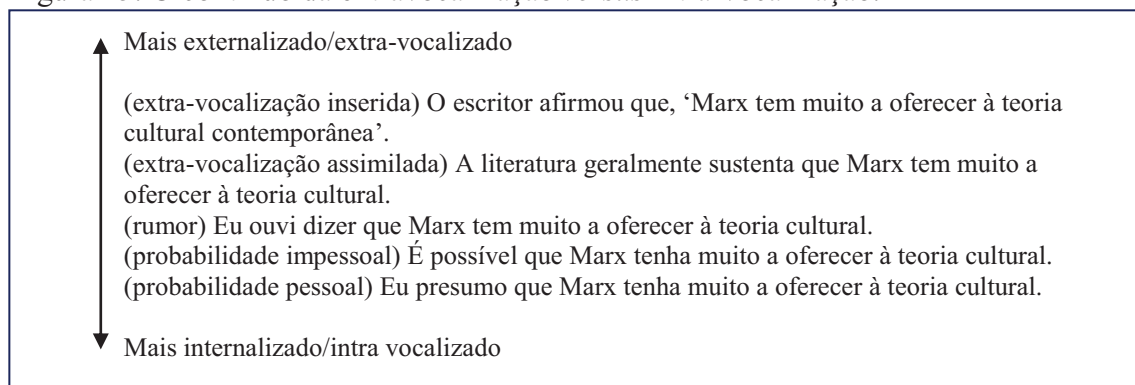 Mais externalizado/extra-vocalizado
(extra-vocalização inserida) O escritor afirmou que, ‘Marx tem muito a oferecer à teoria
cultural contemporânea’.
(extra-vocalização assimilada) A literatura geralmente sustenta que Marx tem muito a
oferecer à teoria cultural.
(rumor) Eu ouvi dizer que Marx tem muito a oferecer à teoria cultural.
(probabilidade impessoal) É possível que Marx tenha muito a oferecer à teoria cultural.
(probabilidade pessoal) Eu presumo que Marx tenha muito a oferecer à teoria cultural.
Mais internalizado/intra vocalizado